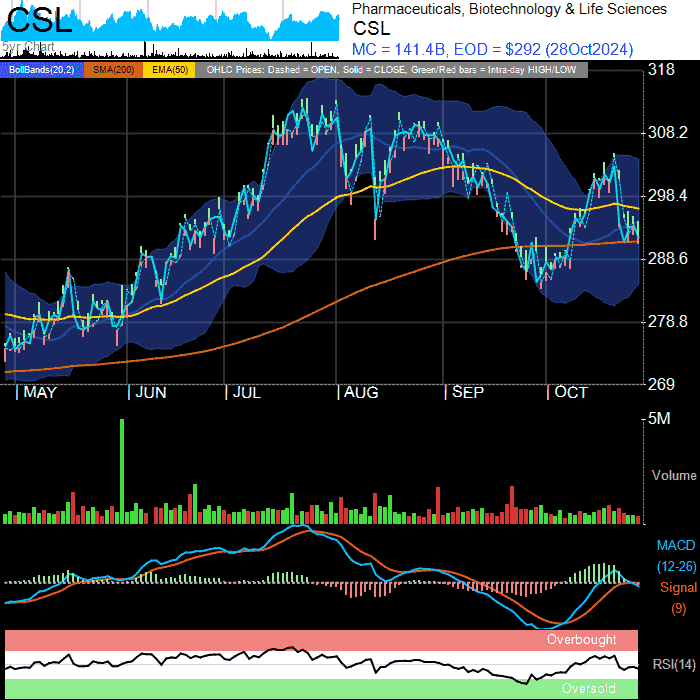 CSL
5yr Chart
Pharmaceuticals, Biotechnology & Life Sciences
CSL
MC = 141.4B, EOD = $292 (28Oct2024)
BollBands(20,2) SMA(200) EMA(50) OHLC Prices: Dashed = OPEN, Solid = CLOSE, Green/Red bars = Intra-day HIGH/LOW
318
308.2
298.4
288.6
278.8
269
MAY JUN JUL AUG SEP OCT
5M
Volume
MACD
(12-26)
Signal
(9)
Overbought
RSI(14)
Oversold